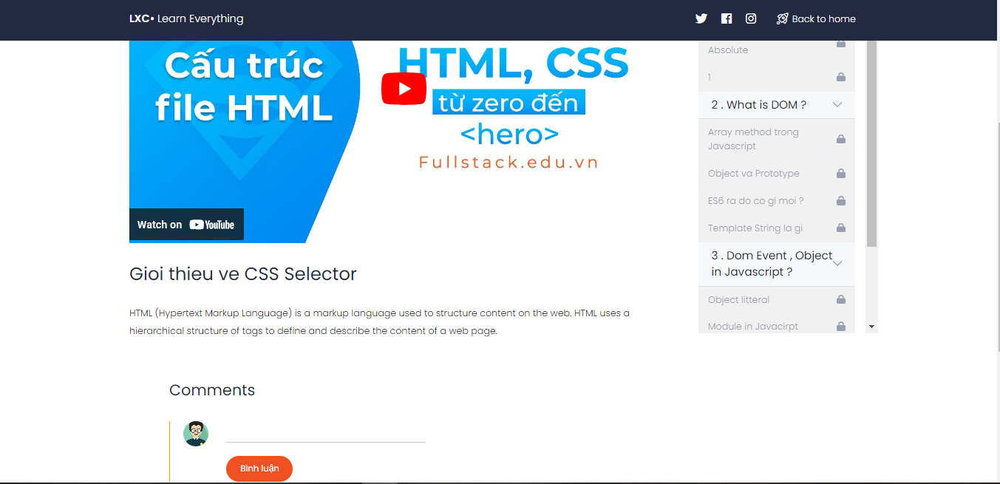 LXC• Learn Everything
Back to home
Cấu trúc
file HTML
HTML, CSS
từ zero đến
<hero>
Fullstack.edu.vn
Watch on YouTube
Absolute
1
2 . What is DOM ?
Array method trong
Javascript
Object va Prototype
ES6 ra do co gi moi ?
Template String la gi
3 . Dom Event , Object
in Javascript ?
Object litteral
Module in Javacirpt
Gioi thieu ve CSS Selector
HTML (Hypertext Markup Language) is a markup language used to structure content on the web. HTML uses a
hierarchical structure of tags to define and describe the content of a web page.
Comments
Bình luận